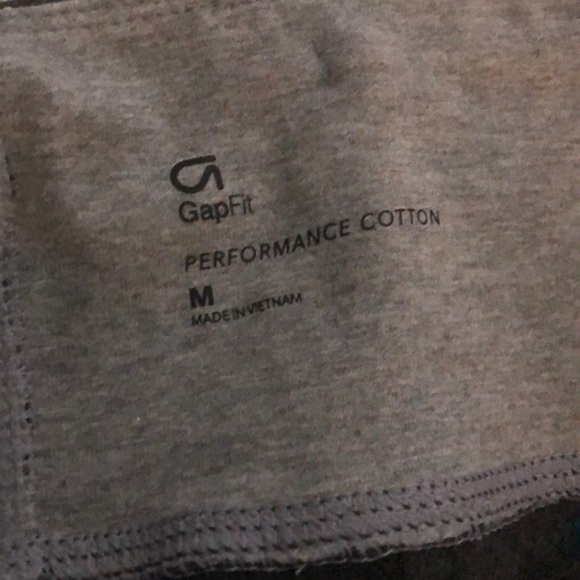 GapFit
PERFORMANCE COTTON
M
MADE IN VIETNAM